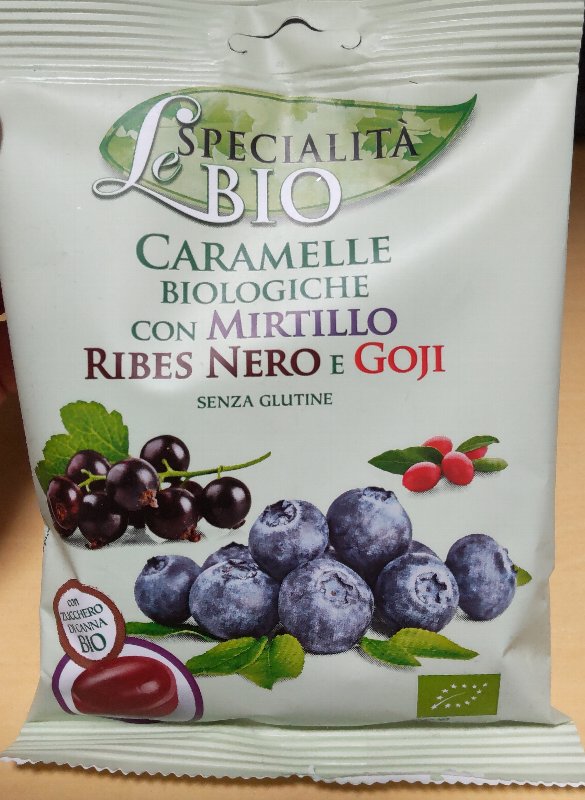 Le SPECIALITÀ
BIO
CARAMELLE
BIOLOGICHE
CON MIRTILLO
RIBES NERO E GOJI
SENZA GLUTINE
CON
ZUCCHERO
DI CANNA
BIO